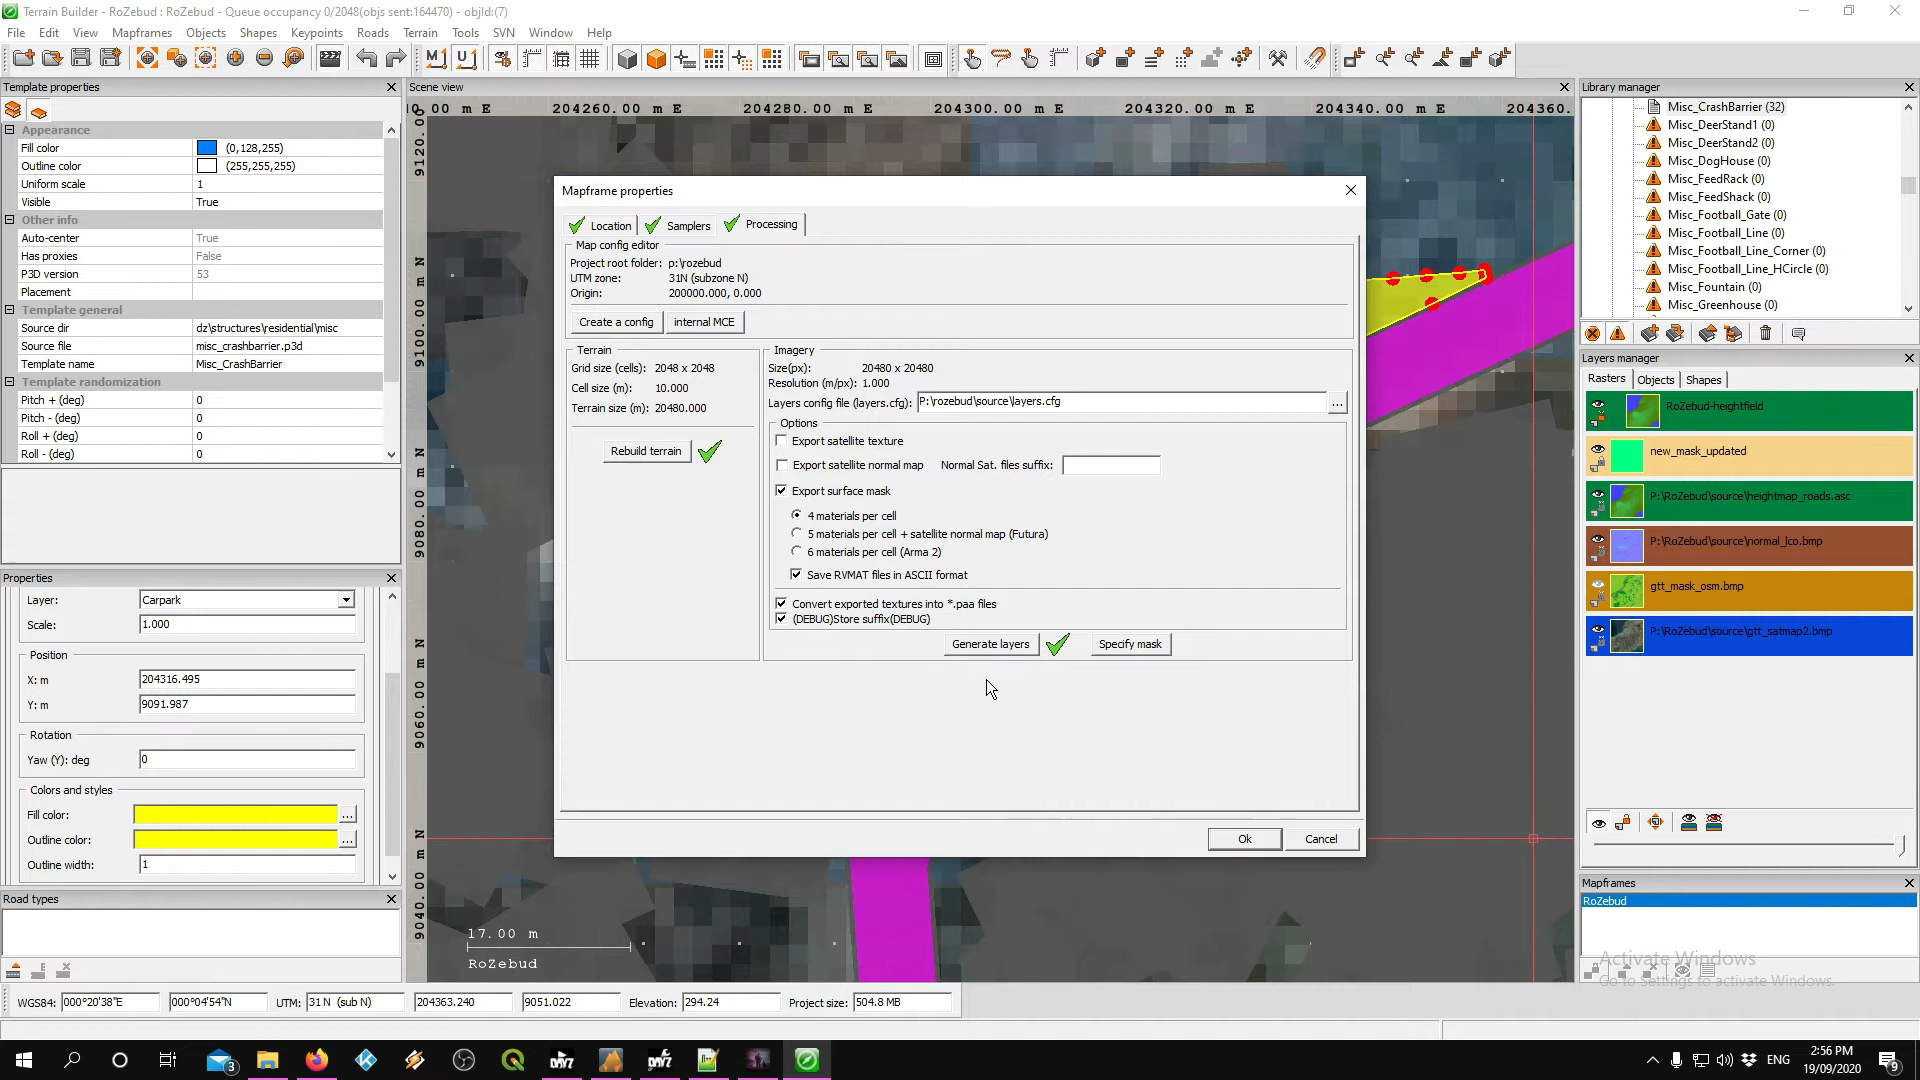 Terrain Builder - RoZebud : RoZebud - Queue occupancy 0/2048(objs sent:164470) - objId:(7)
File Edit View Mapframes Objects Shapes Keypoints Roads Terrain Tools SVN Window Help
Template properties
Appearance
Fill color (0,128,255)
Outline color (255,255,255)
Uniform scale 1
Visible True
Other info
Auto-center True
Has proxies False
P3D version 53
Placement
Template general
Source dir dz\structures\residential\misc
Source file misc_crashbarrier.p3d
Template name Misc_CrashBarrier
Template randomization
Pitch + (deg) 0
Pitch - (deg) 0
Roll + (deg) 0
Roll - (deg) 0
Properties
Layer: Carpark
Scale: 1.000
Position
X: m 204316.495
Y: m 9091.987
Rotation
Yaw (Y): deg 0
Colors and styles
Fill color: ...
Outline color: ...
Outline width: 1
Road types
Scene view
204260.00 m E 204280.00 m E 204300.00 m E 204320.00 m E 204340.00 m E 204360.
9100.00 m N
9080.00 m N
9060.00 m N
9040.00 m N
17.00 m
RoZebud
Mapframe properties
Location Samplers Processing
Map config editor
Project root folder: p:\rozebud
UTM zone: 31N (subzone N)
Origin: 200000.000, 0.000
Create a config internal MCE
Terrain
Grid size (cells): 2048 x 2048
Cell size (m): 10.000
Terrain size (m): 20480.000
Rebuild terrain
Imagery
Size(px): 20480 x 20480
Resolution (m/px): 1.000
Layers config file (layers.cfg): P:\rozebud\source\layers.cfg ...
Options
Export satellite texture
Export satellite normal map Normal Sat. files suffix:
Export surface mask
4 materials per cell
5 materials per cell + satellite normal map (Futura)
6 materials per cell (Arma 2)
Save RVMAT files in ASCII format
Convert exported textures into *.paa files
(DEBUG)Store suffix(DEBUG)
Generate layers Specify mask
Ok Cancel
Library manager
Misc_CrashBarrier (32)
Misc_DeerStand1 (0)
Misc_DeerStand2 (0)
Misc_DogHouse (0)
Misc_FeedRack (0)
Misc_FeedShack (0)
Misc_Football_Gate (0)
Misc_Football_Line (0)
Misc_Football_Line_Corner (0)
Misc_Football_Line_HCircle (0)
Misc_Fountain (0)
Misc_Greenhouse (0)
Layers manager
Rasters Objects Shapes
RoZebud-heightfield
new_mask_updated
P:\RoZebud\source\heightmap_roads.asc
P:\RoZebud\source\normal_lco.bmp
gtt_mask_osm.bmp
P:\RoZebud\source\gtt_satmap2.bmp
Mapframes
RoZebud
Activate Windows
Go to Settings to activate Windows.
WGS84: 000°20'38"E 000°04'54"N UTM: 31 N (sub N) 204363.240 9051.022 Elevation: 294.24 Project size: 504.8 MB
3 DAYZ DAYZ ENG 2:56 PM
19/09/2020 9